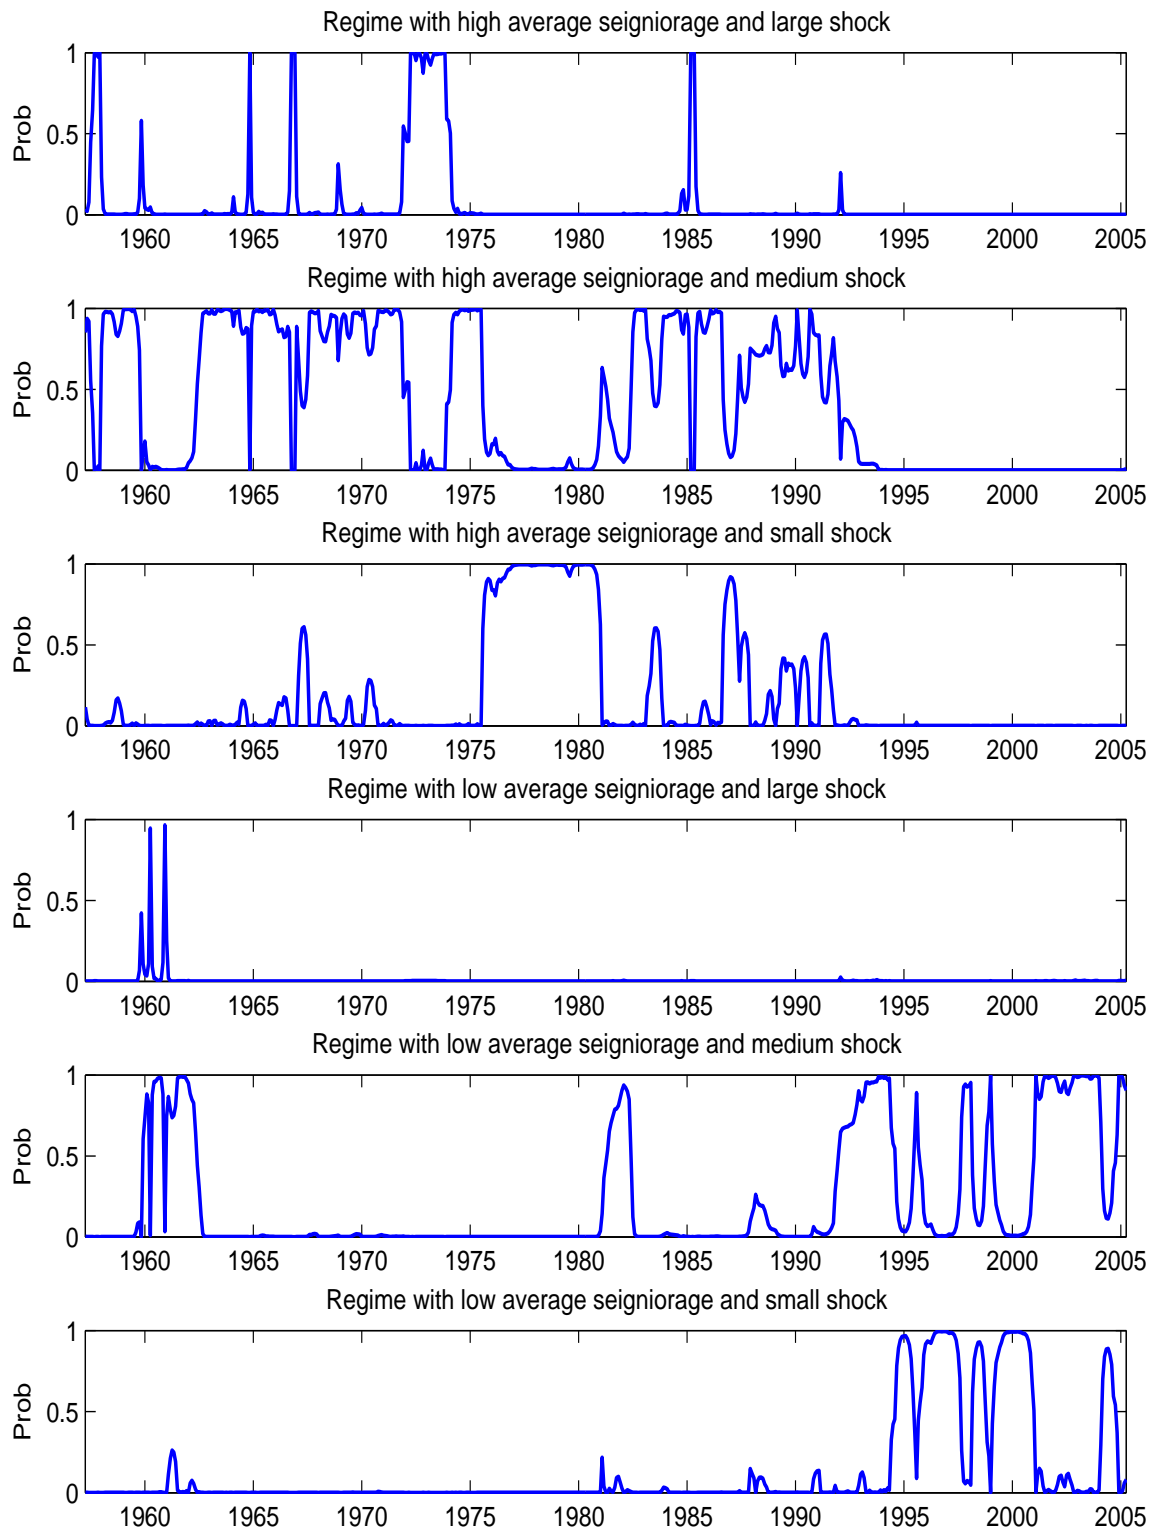 Regime with high average seigniorage and large shock
1
0.5
0
Prob
1960 1965 1970 1975 1980 1985 1990 1995 2000 2005
Regime with high average seigniorage and medium shock
1
0.5
0
Prob
1960 1965 1970 1975 1980 1985 1990 1995 2000 2005
Regime with high average seigniorage and small shock
1
0.5
0
Prob
1960 1965 1970 1975 1980 1985 1990 1995 2000 2005
Regime with low average seigniorage and large shock
1
0.5
0
Prob
1960 1965 1970 1975 1980 1985 1990 1995 2000 2005
Regime with low average seigniorage and medium shock
1
0.5
0
Prob
1960 1965 1970 1975 1980 1985 1990 1995 2000 2005
Regime with low average seigniorage and small shock
1
0.5
0
Prob
1960 1965 1970 1975 1980 1985 1990 1995 2000 2005